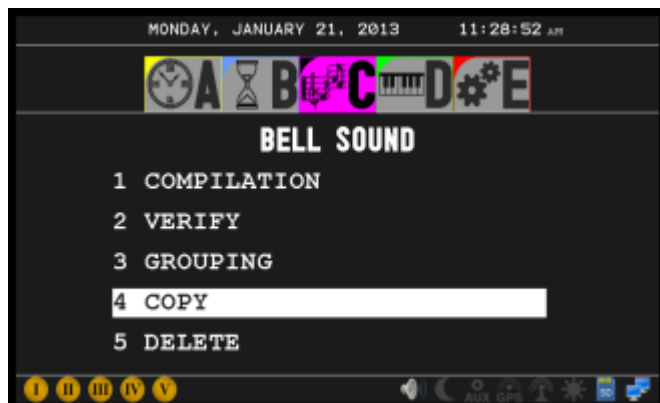 MONDAY, JANUARY 21, 2013 11:28:52 AM
A B C D E
BELL SOUND
1 COMPILATION
2 VERIFY
3 GROUPING
4 COPY
5 DELETE
I II III IV V AUX GPS SD